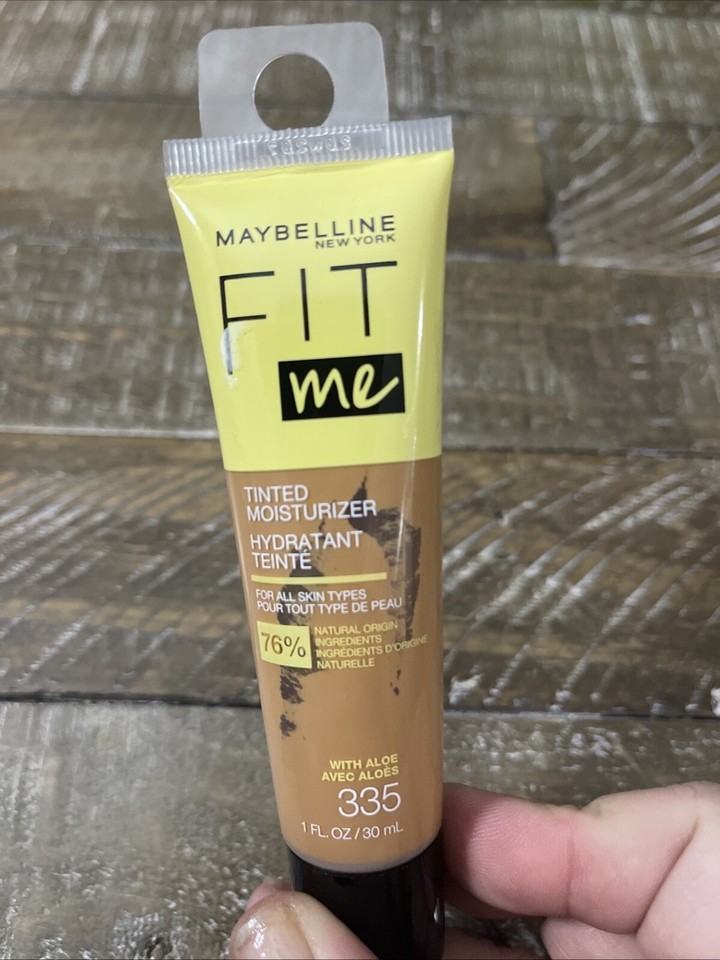 MAYBELLINE
NEW YORK
FIT
me
TINTED
MOISTURIZER
HYDRATANT
TEINTÉ
FOR ALL SKIN TYPES
POUR TOUT TYPE DE PEAU
76%
NATURAL ORIGIN
INGREDIENTS
INGRÉDIENTS D'ORIGINE
NATURELLE
WITH ALOE
AVEC ALOÈS
335
1 FL. OZ / 30 mL